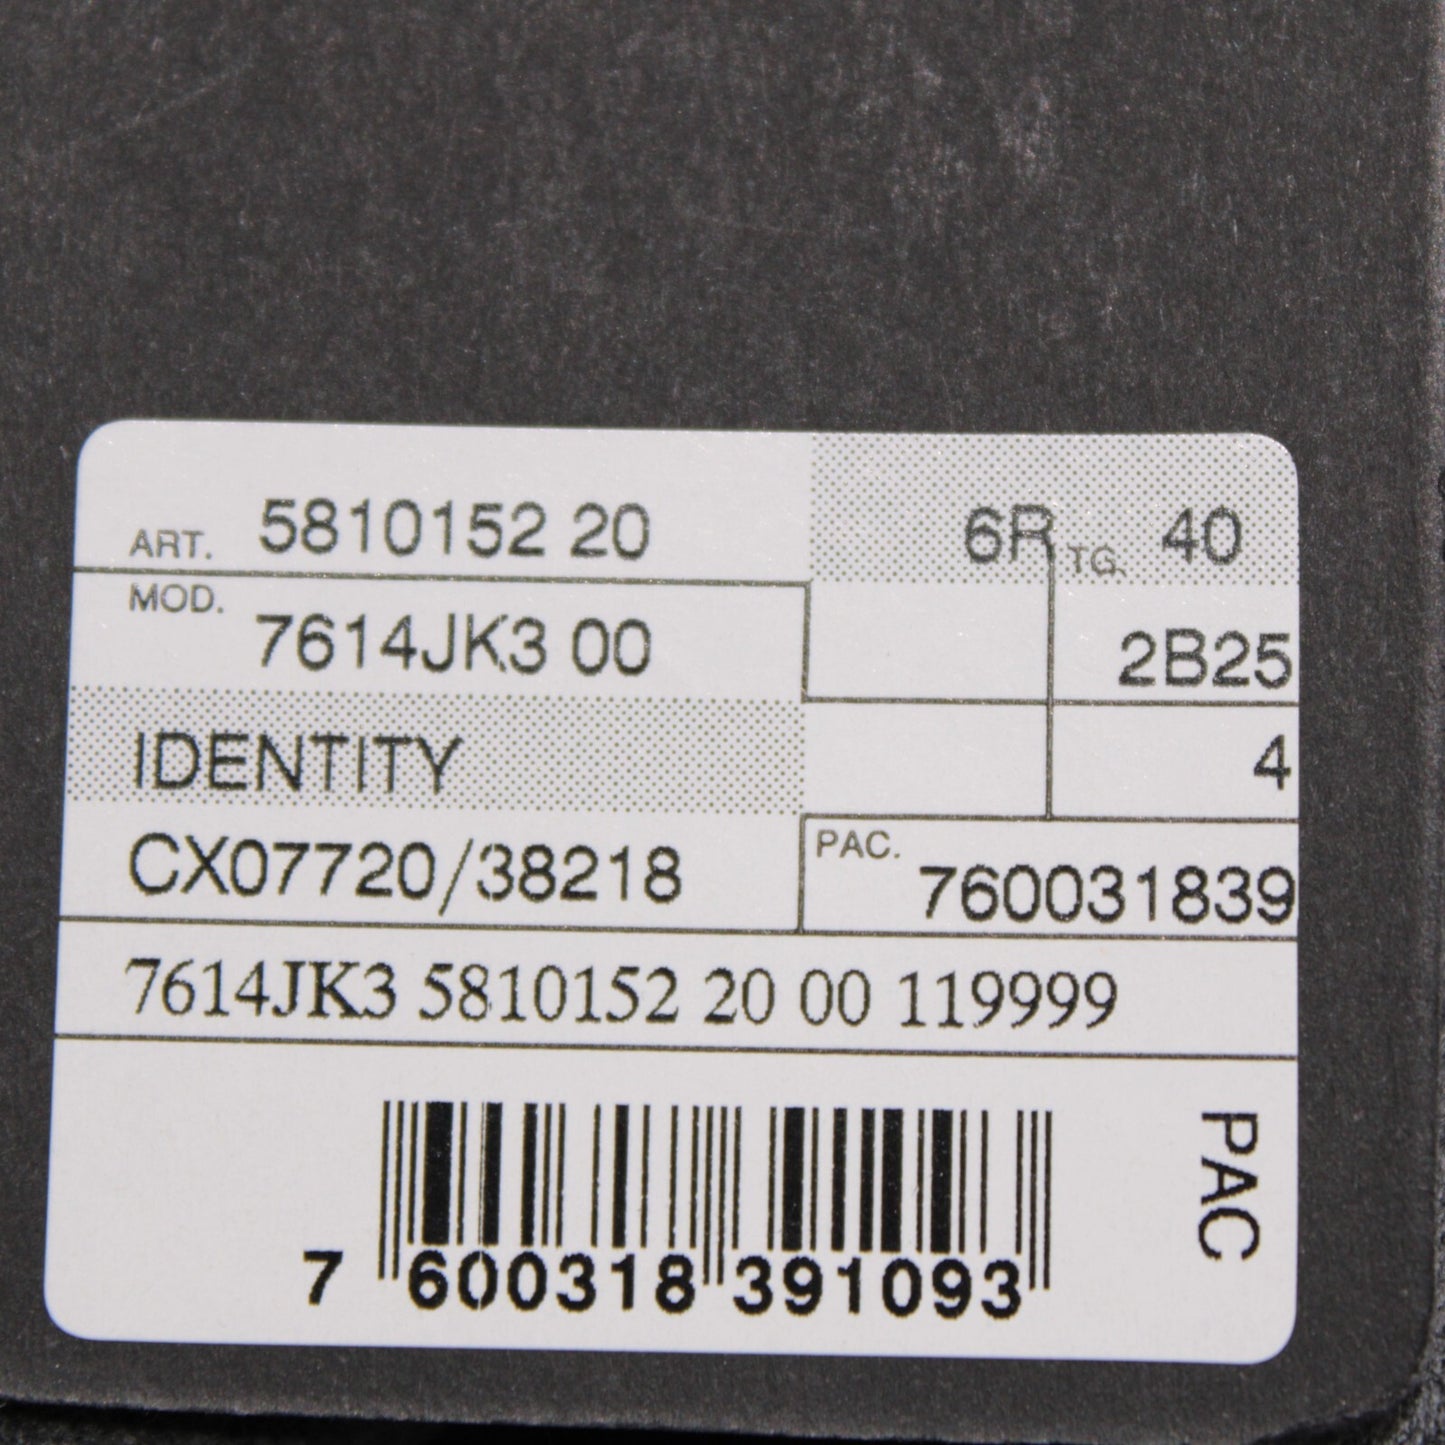 ART. 5810152 20 6R TG. 40
MOD. 7614JK3 00 2B25
IDENTITY 4
CX07720/38218 PAC. 760031839
7614JK3 5810152 20 00 119999
PAC
7 600318 391093